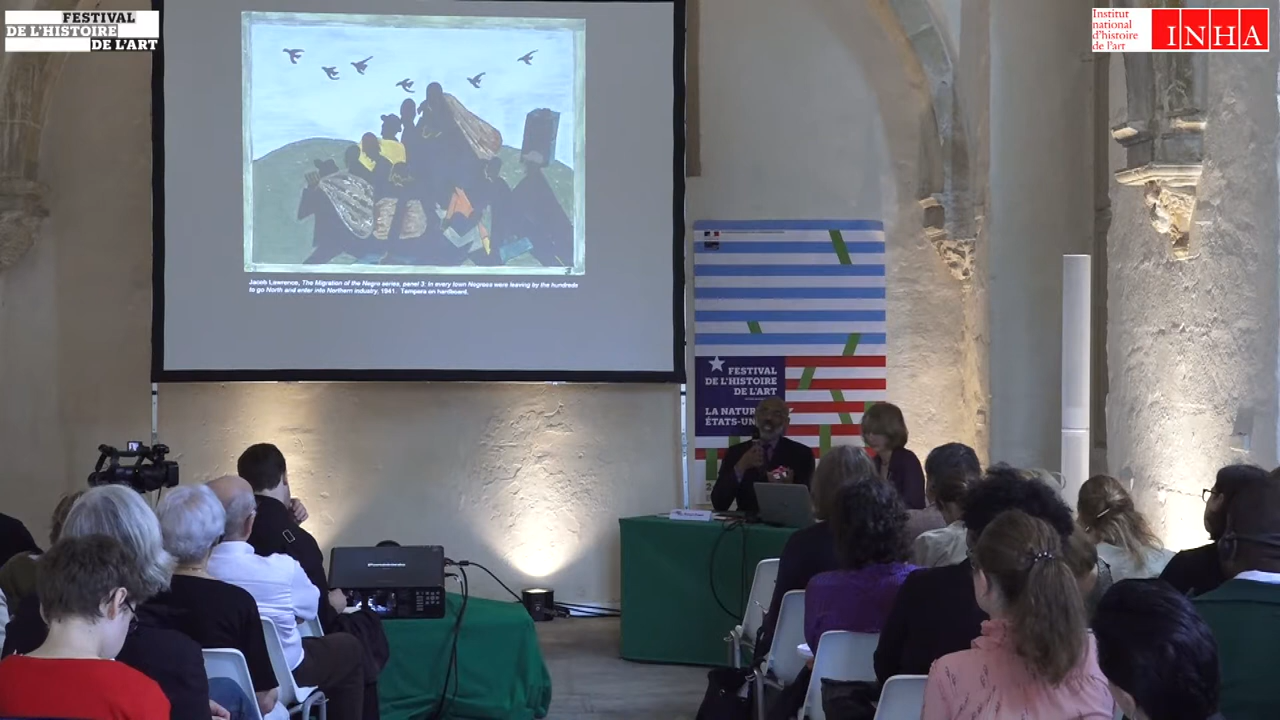 FESTIVAL
DE L'HISTOIRE
DE L'ART
Institut
national
d'histoire
de l'art
INHA
Jacob Lawrence, The Migration of the Negro series, panel 3: In every town Negroes were leaving by the hundreds
to go North and enter into Northern industry, 1941. Tempera on hardboard.
FESTIVAL
DE L'HISTOIRE
DE L'ART
LA NATUR
ÉTATS-UN